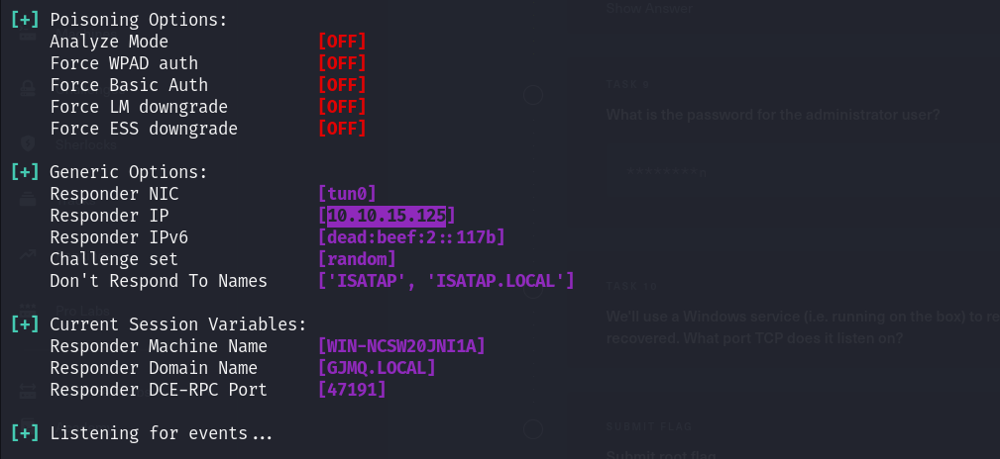 [+] Poisoning Options:
Analyze Mode [OFF]
Force WPAD auth [OFF]
Force Basic Auth [OFF]
Force LM downgrade [OFF]
Force ESS downgrade [OFF]
[+] Generic Options:
Responder NIC [tun0]
Responder IP [10.10.15.125]
Responder IPv6 [dead:beef:2::117b]
Challenge set [random]
Don't Respond To Names ['ISATAP', 'ISATAP.LOCAL']
[+] Current Session Variables:
Responder Machine Name [WIN-NCSW20JNI1A]
Responder Domain Name [GJMQ.LOCAL]
Responder DCE-RPC Port [47191]
[+] Listening for events...
Show Answer
TASK 9
What is the password for the administrator user?
Sherlocks
Pro Labs
We'll use a Windows service (i.e. running on the box) to re
recovered. What port TCP does it listen on?
SUBMIT FLAG
Submit root flag